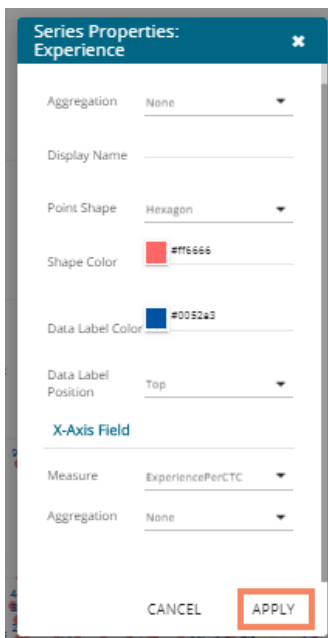 Series Properties:
Experience
Aggregation None
Display Name
Point Shape Hexagon
#ff6666
Shape Color
#0052a3
Data Label Color
Data Label
Position Top
X-Axis Field
Measure ExperiencePerCTC
Aggregation None
CANCEL APPLY